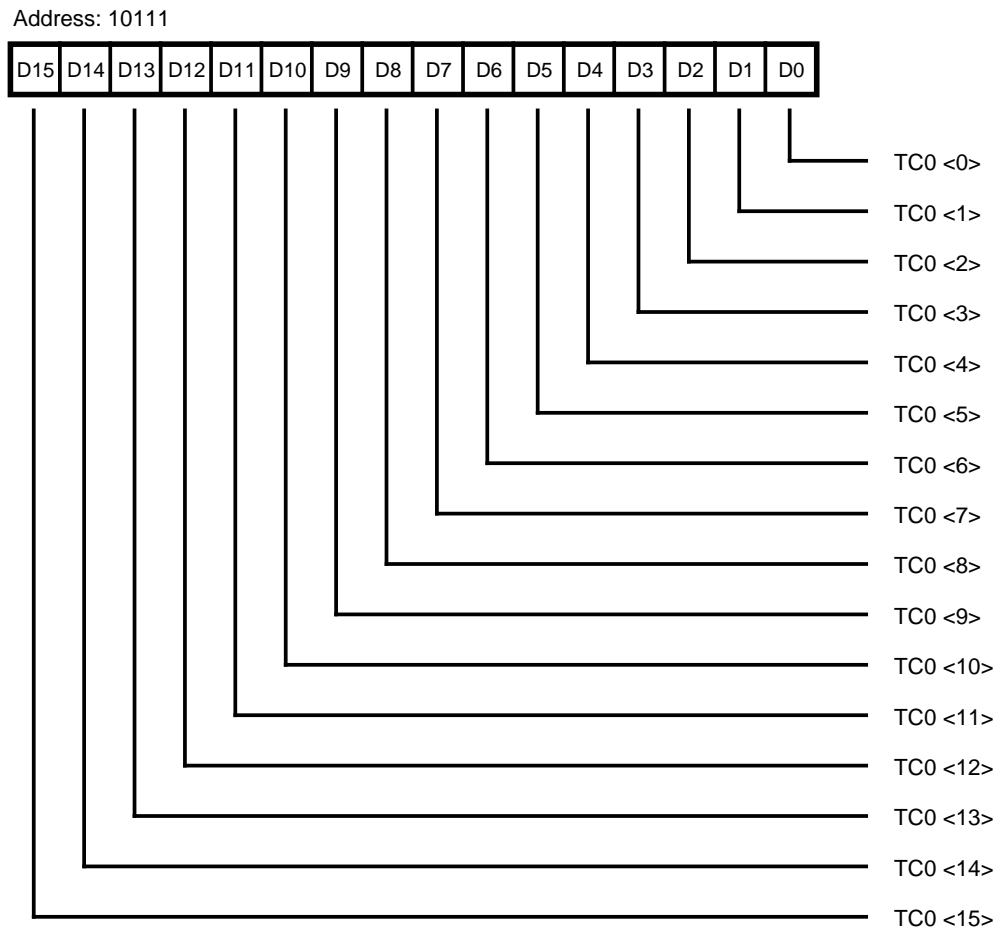 Address: 10111
D15 D14 D13 D12 D11 D10 D9 D8 D7 D6 D5 D4 D3 D2 D1 D0
TC0 <0>
TC0 <1>
TC0 <2>
TC0 <3>
TC0 <4>
TC0 <5>
TC0 <6>
TC0 <7>
TC0 <8>
TC0 <9>
TC0 <10>
TC0 <11>
TC0 <12>
TC0 <13>
TC0 <14>
TC0 <15>